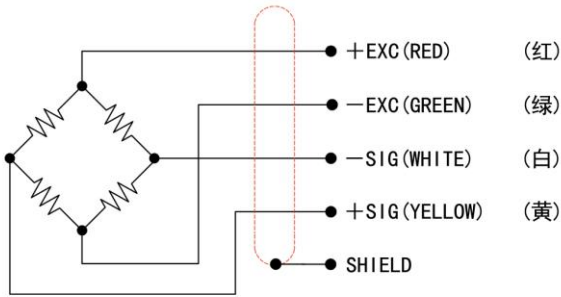 +EXC(RED) (红)
-EXC(GREEN) (绿)
-SIG(WHITE) (白)
+SIG(YELLOW) (黄)
SHIELD